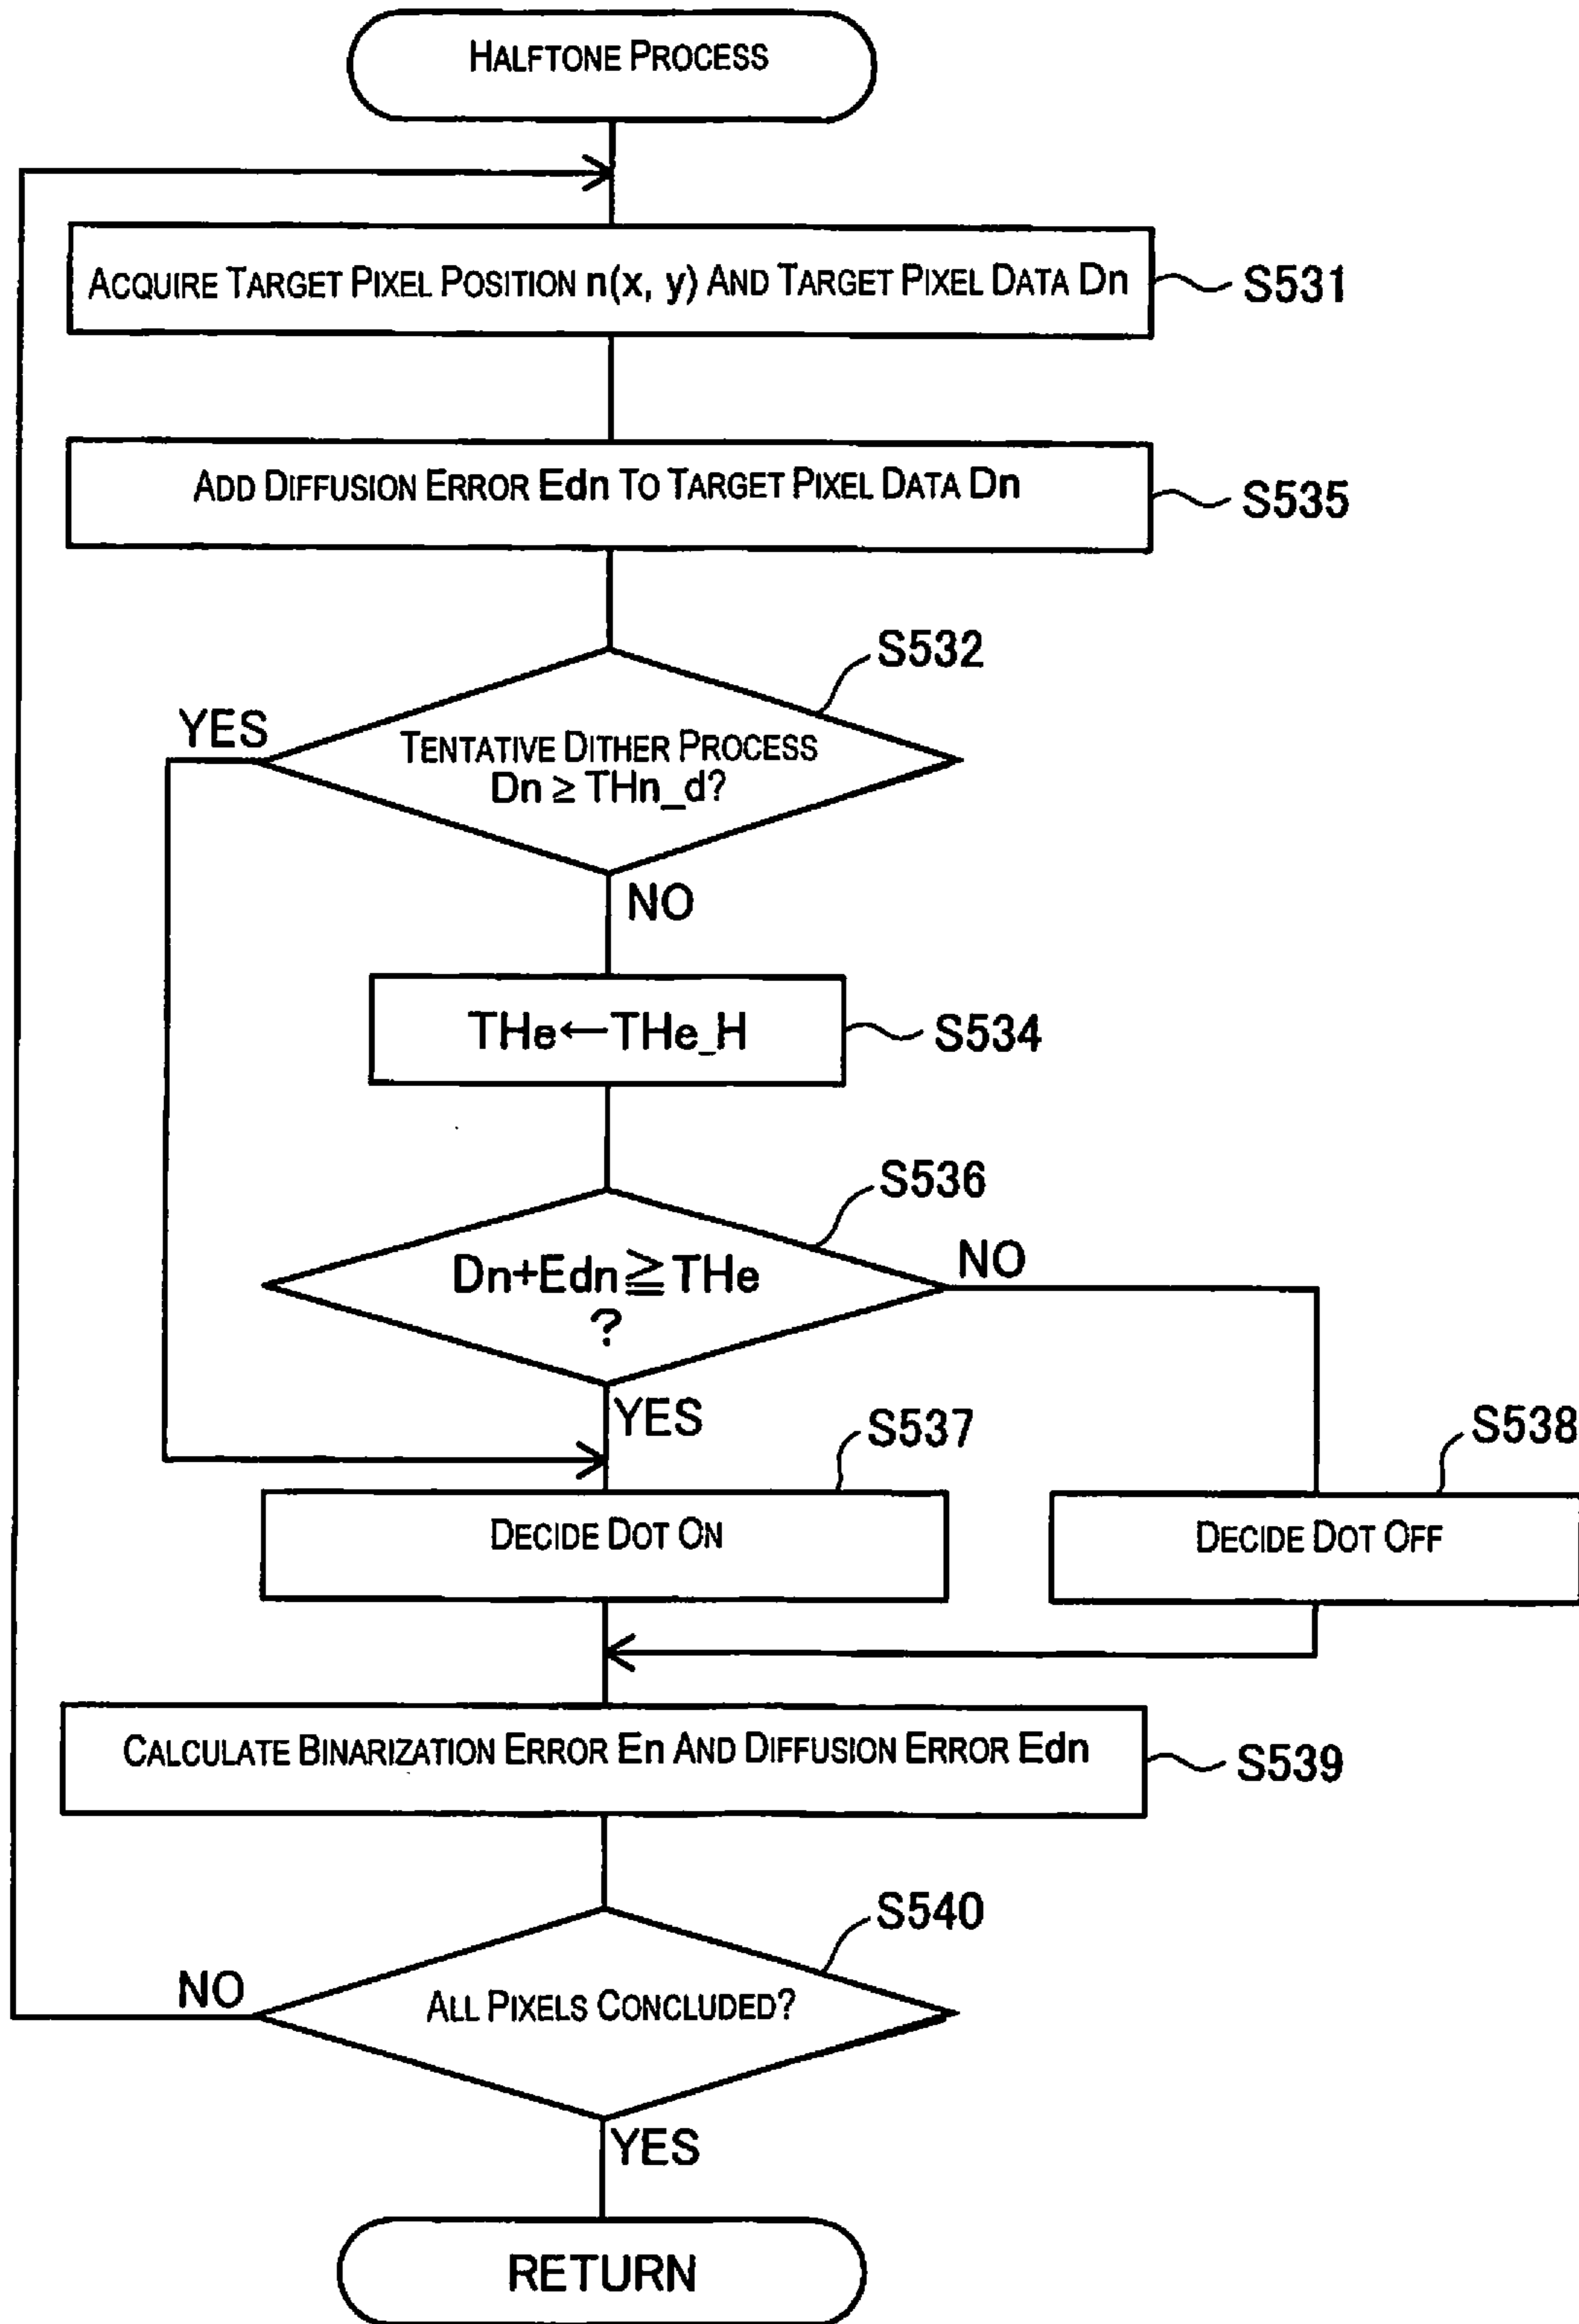 HALFTONE PROCESS
ACQUIRE TARGET PIXEL POSITION n(x, y) AND TARGET PIXEL DATA Dn
S531
ADD DIFFUSION ERROR Edn TO TARGET PIXEL DATA Dn
S535
S532
YES
TENTATIVE DITHER PROCESS
Dn ≥ THn_d?
NO
THe←THe_H
S534
S536
Dn+Edn≧THe
?
NO
YES
S537
S538
DECIDE DOT ON
DECIDE DOT OFF
CALCULATE BINARIZATION ERROR En AND DIFFUSION ERROR Edn
S539
S540
NO
ALL PIXELS CONCLUDED?
YES
RETURN